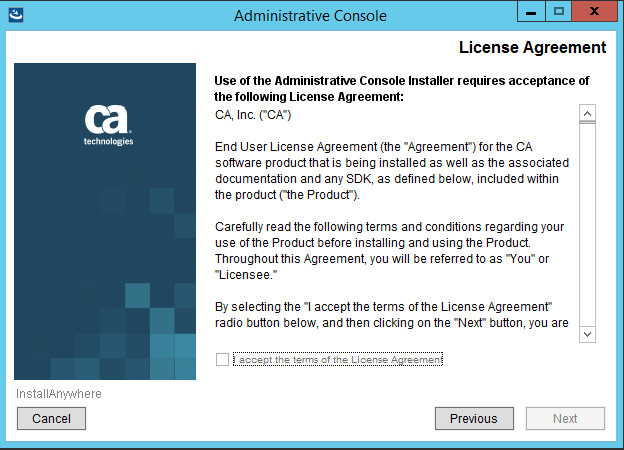 Administrative Console
License Agreement
Use of the Administrative Console Installer requires acceptance of
the following License Agreement:
CA, Inc. ("CA")
End User License Agreement (the "Agreement") for the CA
software product that is being installed as well as the associated
documentation and any SDK, as defined below, included within
the product ("the Product").
Carefully read the following terms and conditions regarding your
use of the Product before installing and using the Product.
Throughout this Agreement, you will be referred to as "You" or
"Licensee."
By selecting the "I accept the terms of the License Agreement"
radio button below, and then clicking on the "Next" button, you are
I accept the terms of the License Agreement
ca
technologies
InstallAnywhere
Cancel
Previous
Next